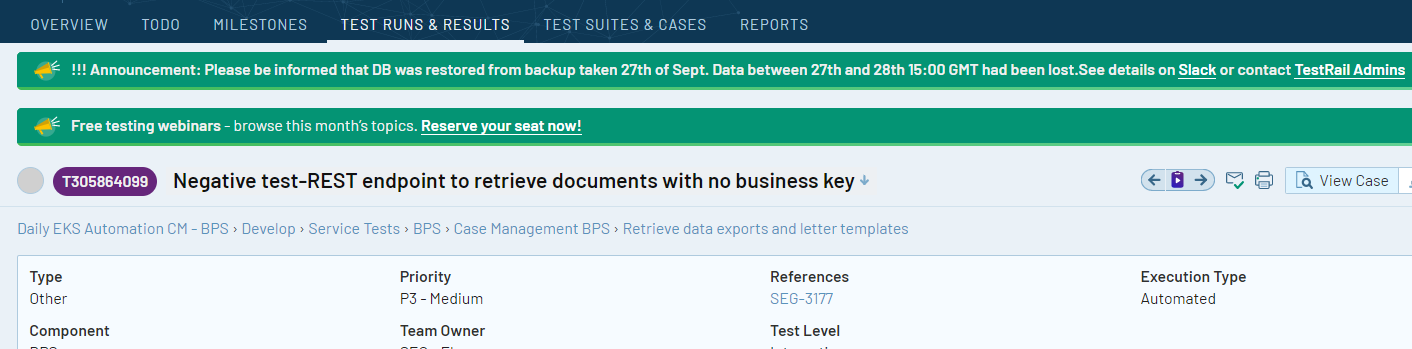 OVERVIEW TODO MILESTONES TEST RUNS & RESULTS TEST SUITES & CASES REPORTS
!!! Announcement: Please be informed that DB was restored from backup taken 27th of Sept. Data between 27th and 28th 15:00 GMT had been lost.See details on Slack or contact TestRail Admins
Free testing webinars - browse this month's topics. Reserve your seat now!
T305864099 Negative test-REST endpoint to retrieve documents with no business key View Case
Daily EKS Automation CM - BPS › Develop › Service Tests › BPS › Case Management BPS › Retrieve data exports and letter templates
Type Priority References Execution Type
Other P3 - Medium SEG-3177 Automated
Component Team Owner Test Level